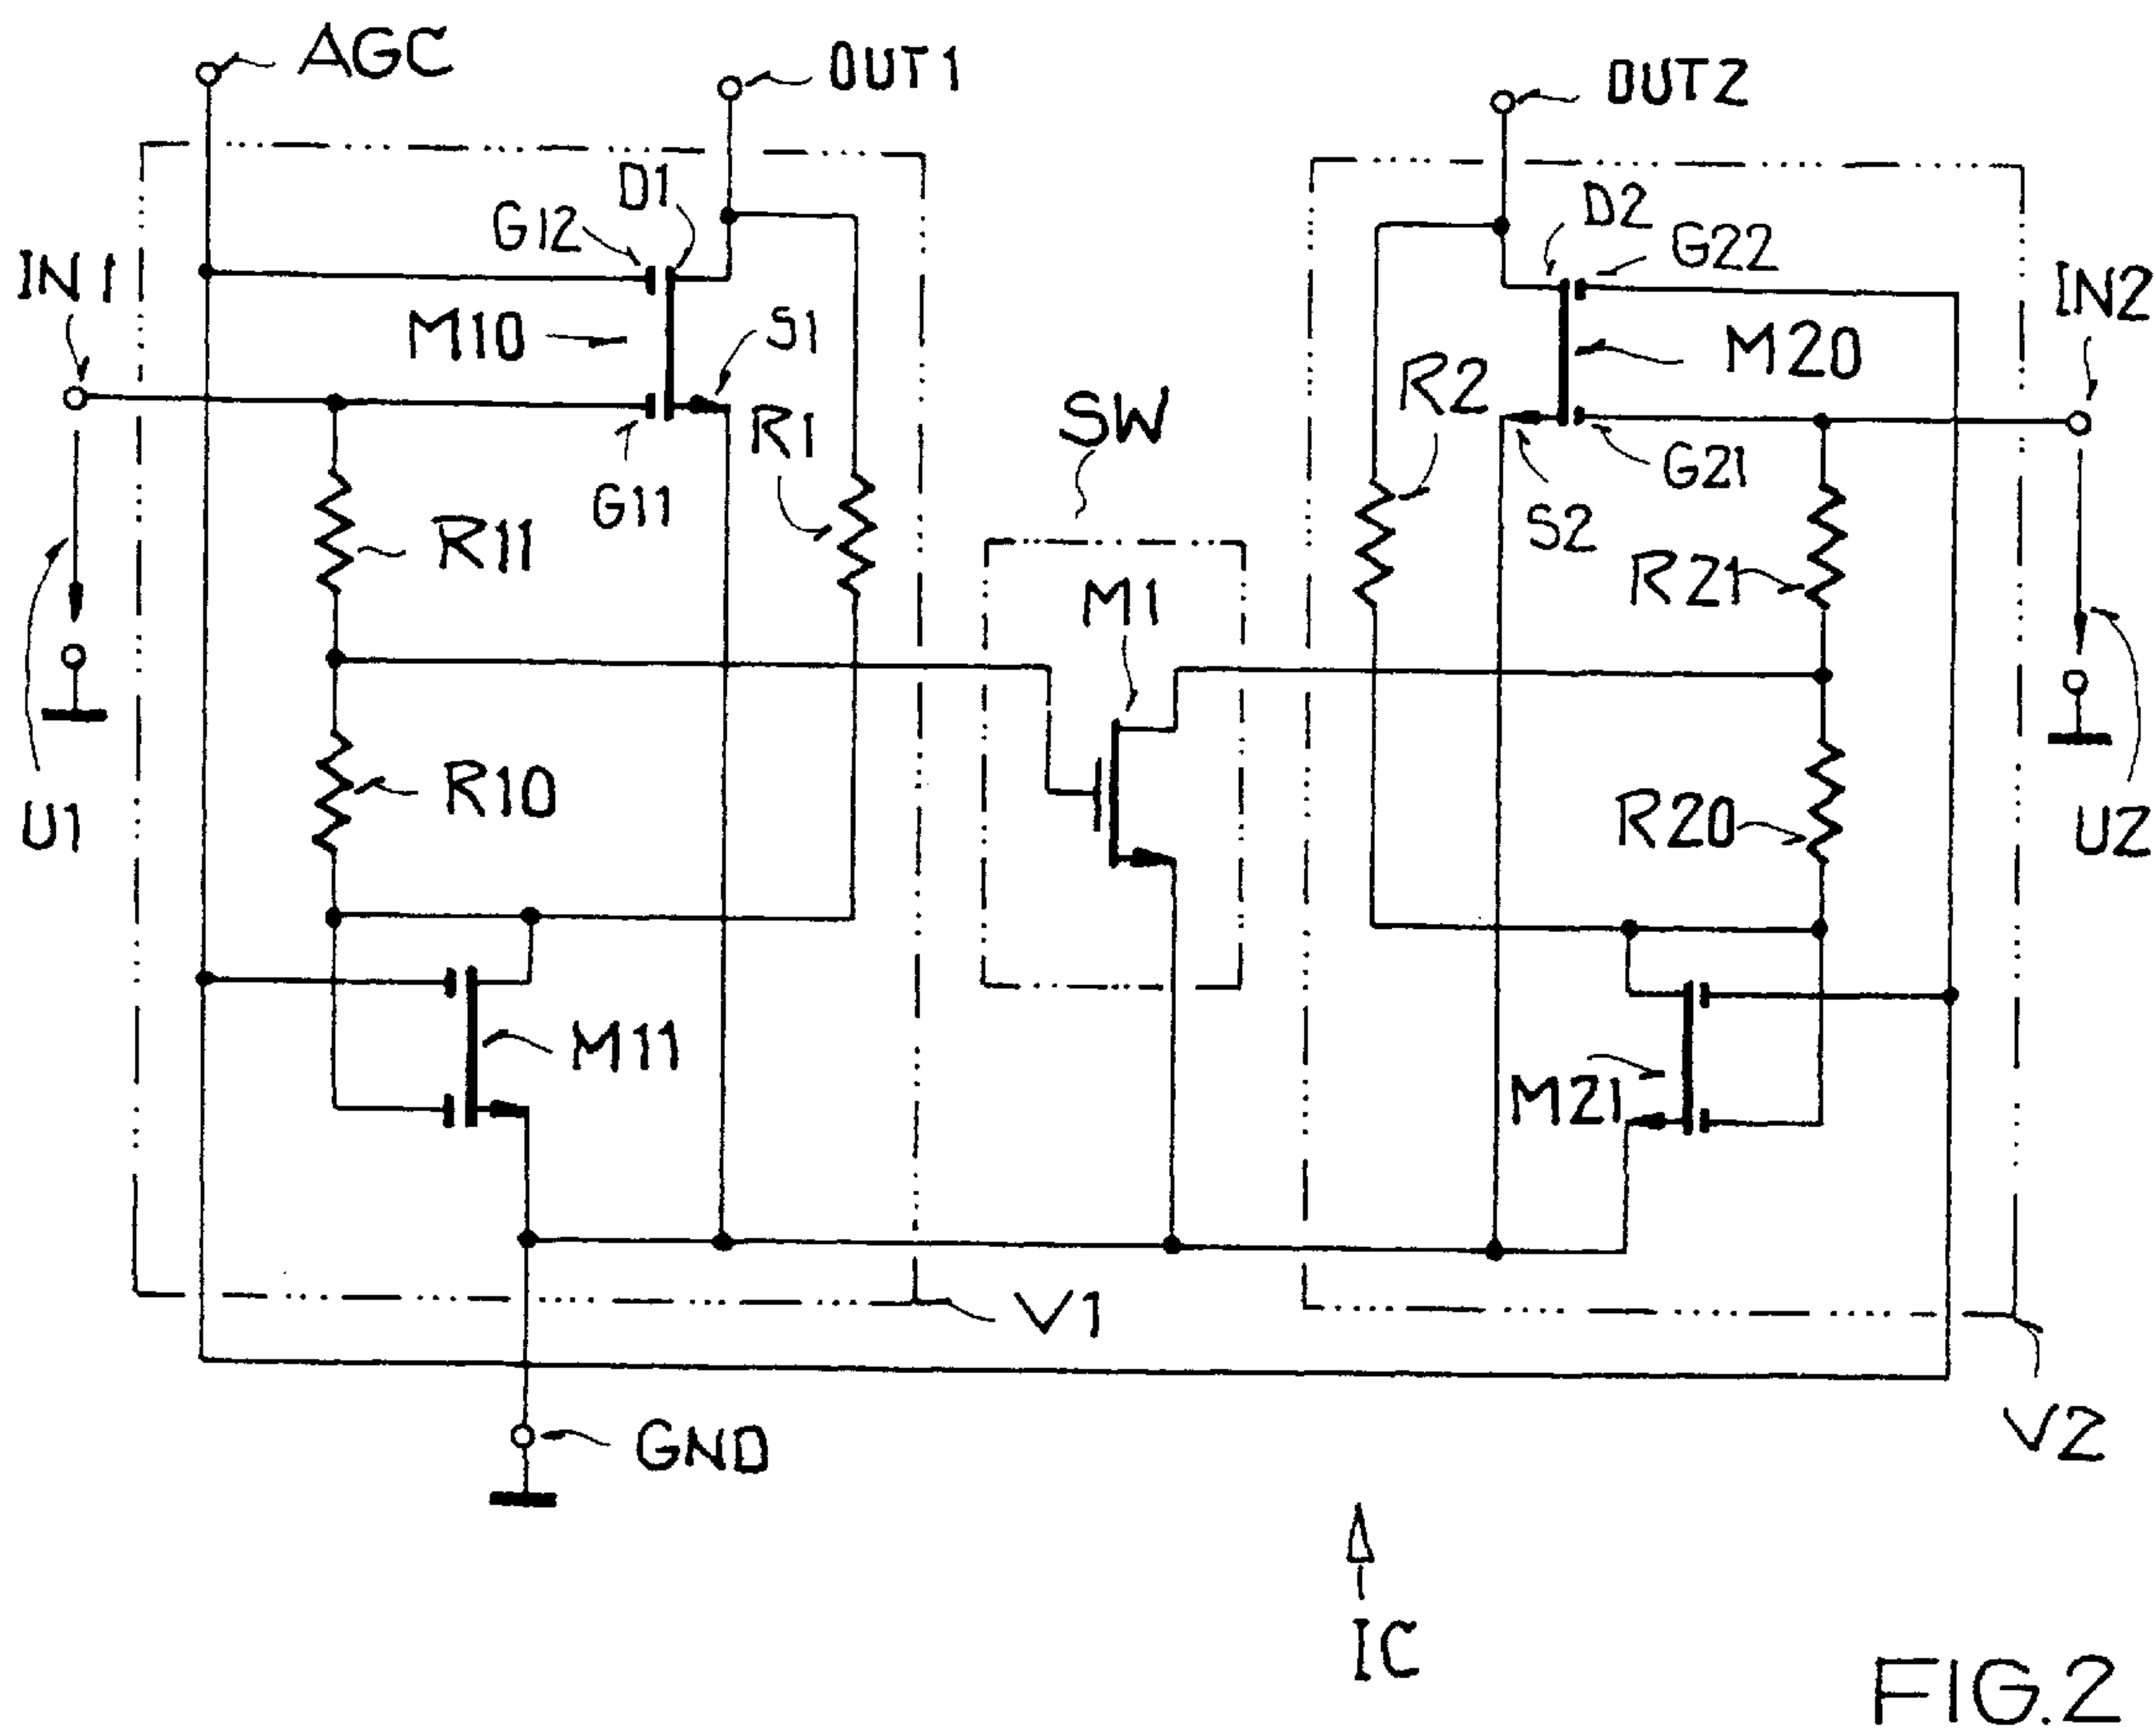 AGC
OUT1
OUT2
D1
G12
D2
G22
IN1
IN2
M10
S1
M20
R1
R2
SW
G11
G21
R11
S2
R21
M1
R10
R20
U1
U2
M11
M21
V1
V2
GND
IC
FIG.2